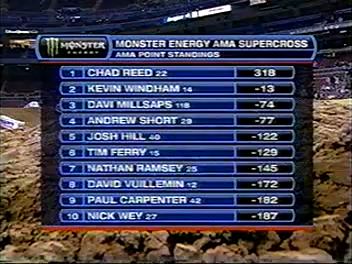 MONSTER ENERGY
MONSTER ENERGY AMA SUPERCROSS
AMA POINT STANDINGS
1 CHAD REED 22 318
2 KEVIN WINDHAM 14 -13
3 DAVI MILLSAPS 118 -74
4 ANDREW SHORT 29 -77
5 JOSH HILL 49 -122
6 TIM FERRY 15 -129
7 NATHAN RAMSEY 25 -145
8 DAVID VUILLEMIN 12 -172
9 PAUL CARPENTER 42 -182
10 NICK WEY 27 -187